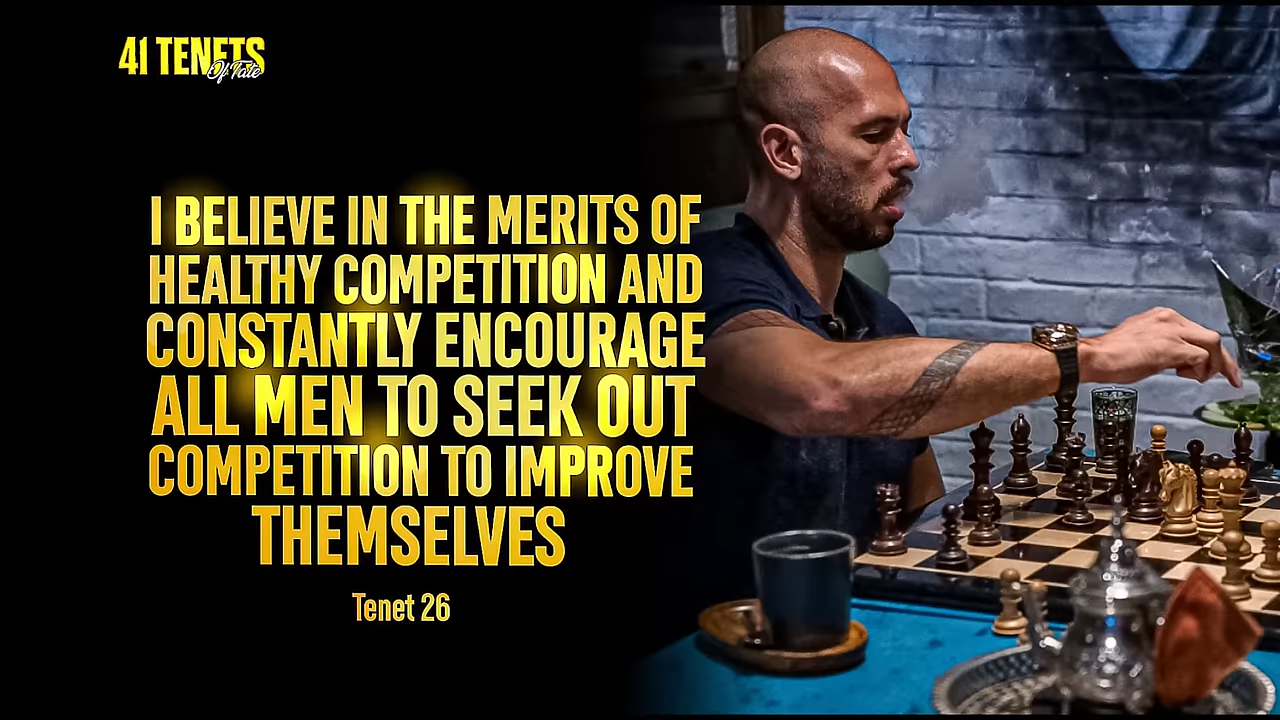 41 TENETS
Of Tate
I BELIEVE IN THE MERITS OF
HEALTHY COMPETITION AND
CONSTANTLY ENCOURAGE
ALL MEN TO SEEK OUT
COMPETITION TO IMPROVE
THEMSELVES
Tenet 26